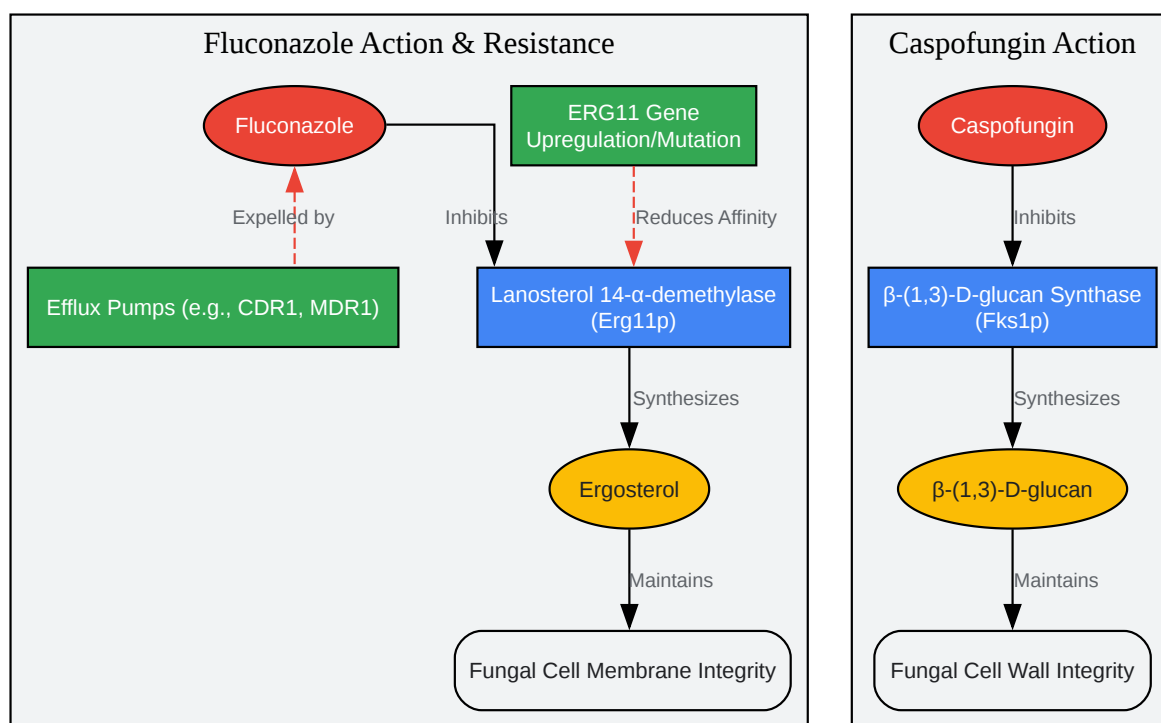 Fluconazole Action & Resistance
Fluconazole
ERG11 Gene
Upregulation/Mutation
Expelled by
Inhibits
Reduces Affinity
Efflux Pumps (e.g., CDR1, MDR1)
Lanosterol 14-α-demethylase
(Erg11p)
Synthesizes
Ergosterol
Maintains
Fungal Cell Membrane Integrity
Caspofungin Action
Caspofungin
Inhibits
β-(1,3)-D-glucan Synthase
(Fks1p)
Synthesizes
β-(1,3)-D-glucan
Maintains
Fungal Cell Wall Integrity